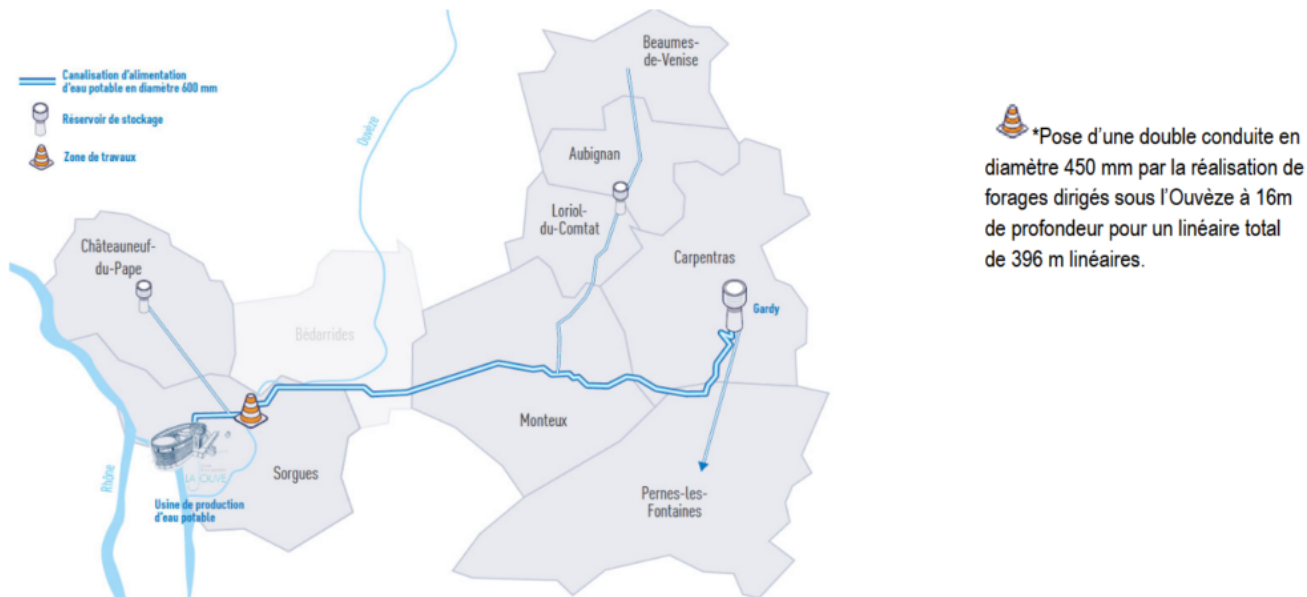 Canalisation d'alimentation
d'eau potable en diamètre 600 mm
Réservoir de stockage
Zone de travaux
Ouvèze
Beaumes-
de-Venise
Aubignan
Loriol-
du-Comtat
Carpentras
Gardy
Châteauneuf-
du-Pape
Bédarrides
Monteux
Sorgues
LA JOUVE
Rhône
Usine de production
d'eau potable
Pernes-les-
Fontaines
*Pose d'une double conduite en
diamètre 450 mm par la réalisation de
forages dirigés sous l'Ouvèze à 16m
de profondeur pour un linéaire total
de 396 m linéaires.